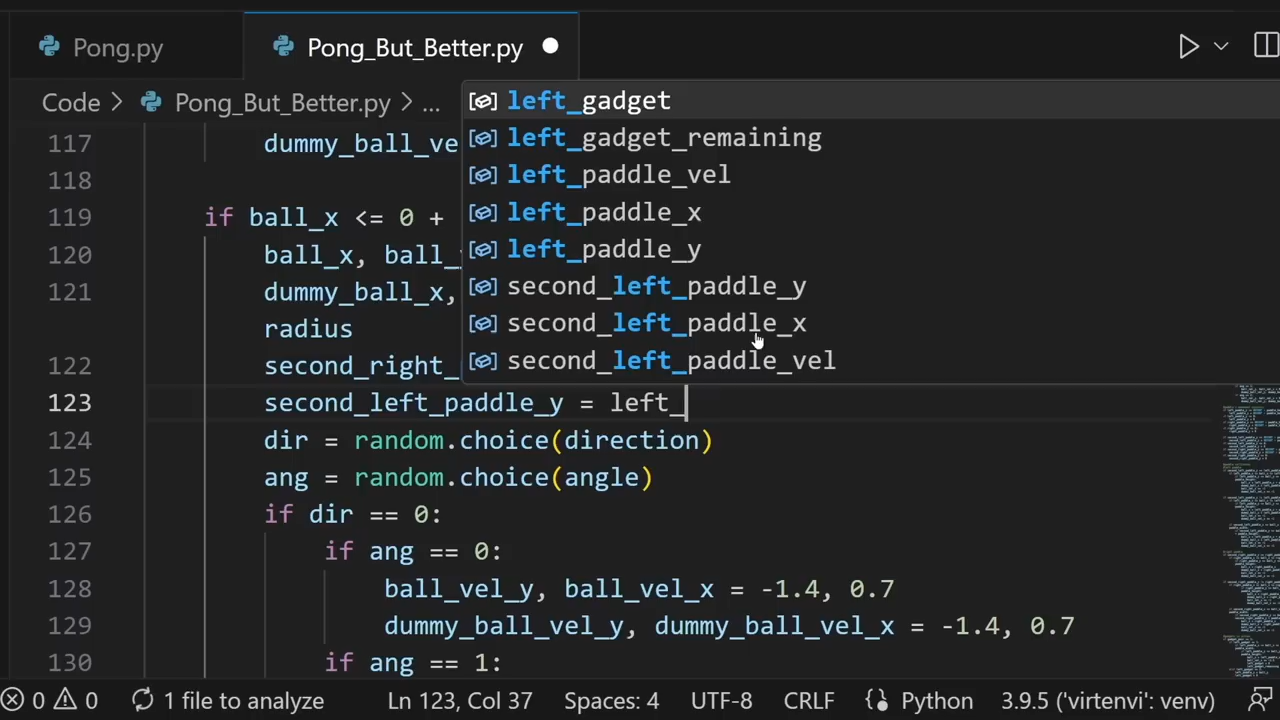 Pong.py
Pong_But_Better.py
Code > Pong_But_Better.py > ...
left_gadget
left_gadget_remaining
left_paddle_vel
left_paddle_x
left_paddle_y
second_left_paddle_y
second_left_paddle_x
second_left_paddle_vel
117 dummy_ball_ve
118
119 if ball_x <= 0 +
120 ball_x, ball_
121 dummy_ball_x,
radius
122 second_right_
123 second_left_paddle_y = left_
124 dir = random.choice(direction)
125 ang = random.choice(angle)
126 if dir == 0:
127 if ang == 0:
128 ball_vel_y, ball_vel_x = -1.4, 0.7
129 dummy_ball_vel_y, dummy_ball_vel_x = -1.4, 0.7
130 if ang == 1:
0 0 1 file to analyze Ln 123, Col 37 Spaces: 4 UTF-8 CRLF {} Python 3.9.5 ('virtenvi': venv)